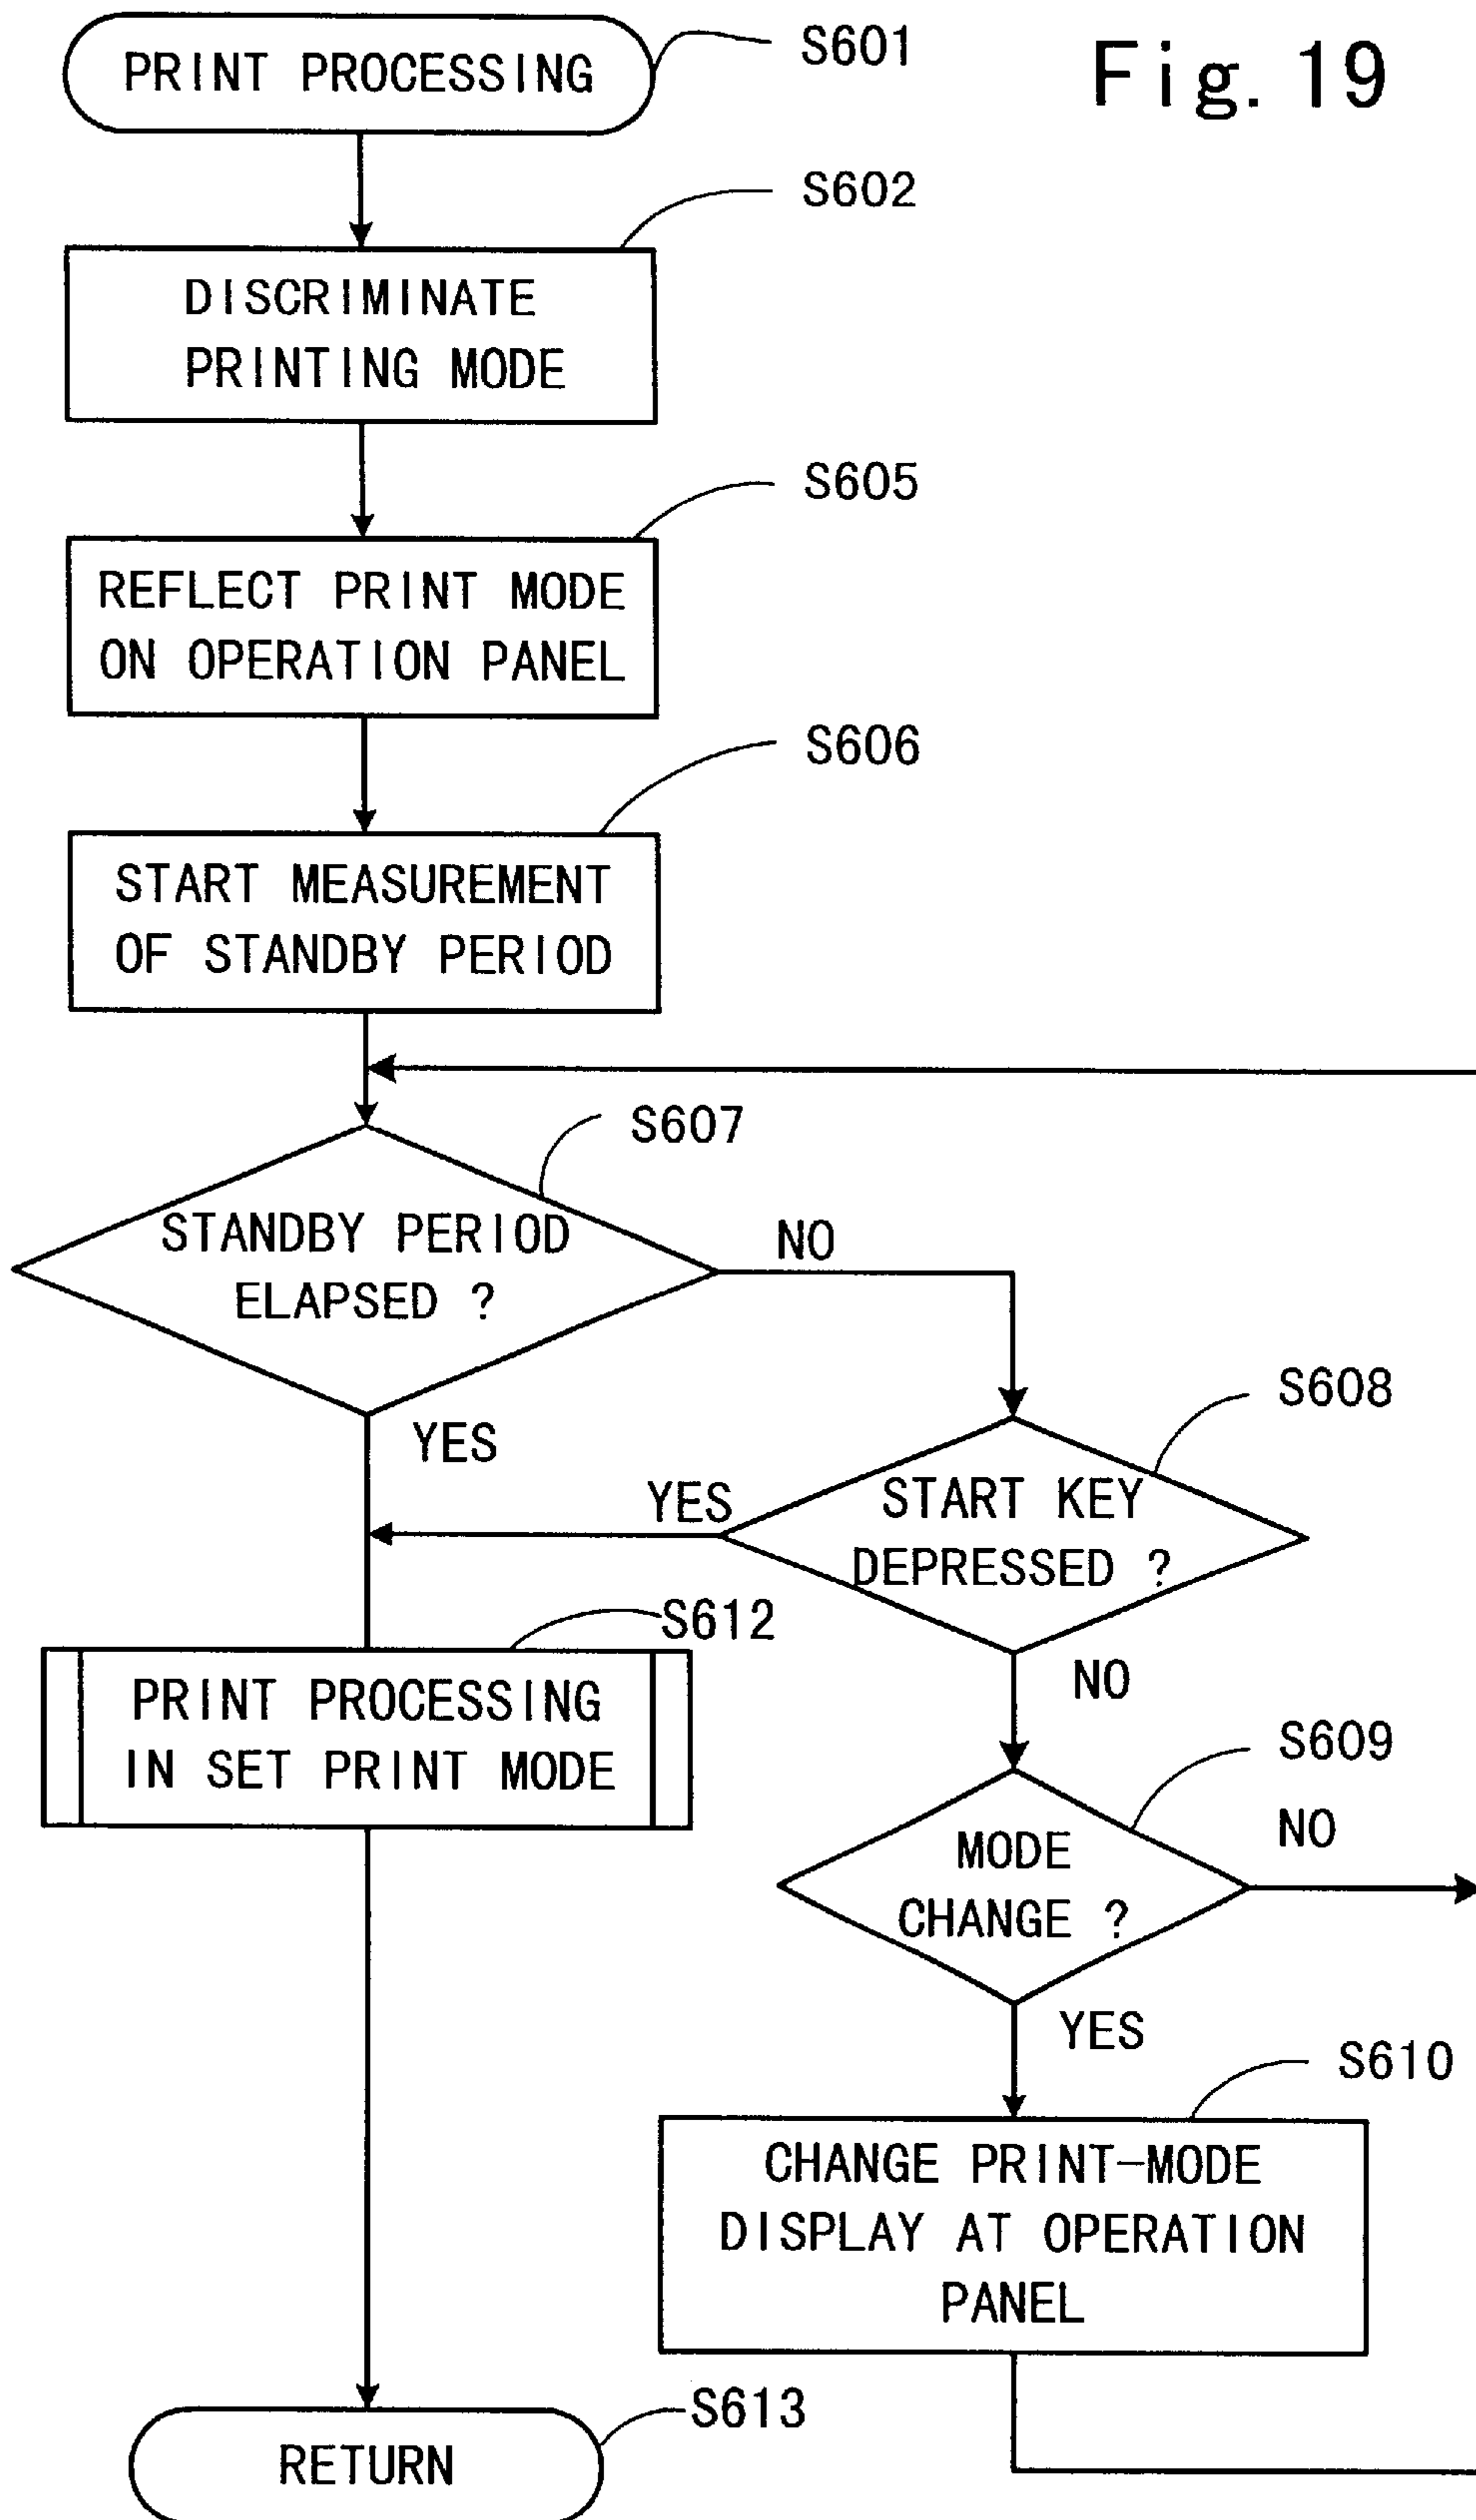 PRINT PROCESSING
S601
Fig. 19
S602
DISCRIMINATE
PRINTING MODE
S605
REFLECT PRINT MODE
ON OPERATION PANEL
S606
START MEASUREMENT
OF STANDBY PERIOD
S607
STANDBY PERIOD
ELAPSED ?
NO
YES
S608
START KEY
DEPRESSED ?
YES
NO
S612
PRINT PROCESSING
IN SET PRINT MODE
S609
MODE
CHANGE ?
NO
YES
S610
CHANGE PRINT-MODE
DISPLAY AT OPERATION
PANEL
S613
RETURN